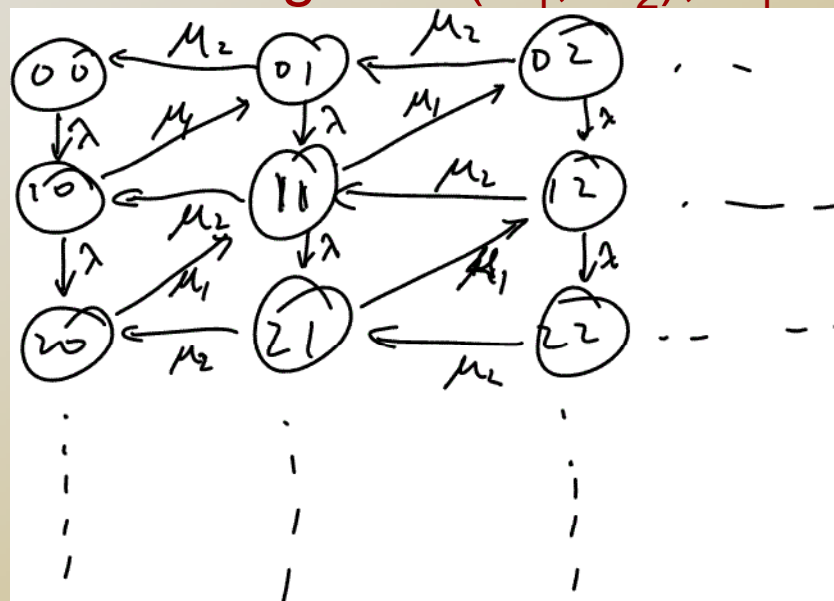 μ₂ μ₂
00 01 02
λ μ₁ λ μ₁ λ
10 11 12
μ₂ μ₂
λ μ₁ λ μ₁ λ
20 21 22
μ₂ μ₂